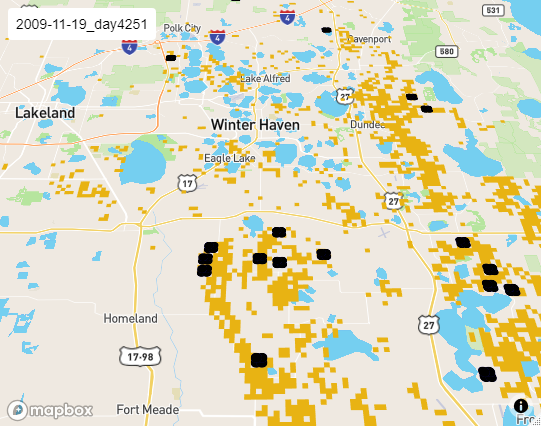 2009-11-19_day4251
531
Polk City
4
4
4
Davenport
580
Lake Alfred
27
Lakeland
Winter Haven
Dundee
Eagle Lake
17
27
Homeland
27
17-98
Fort Meade
mapbox
i
Fro